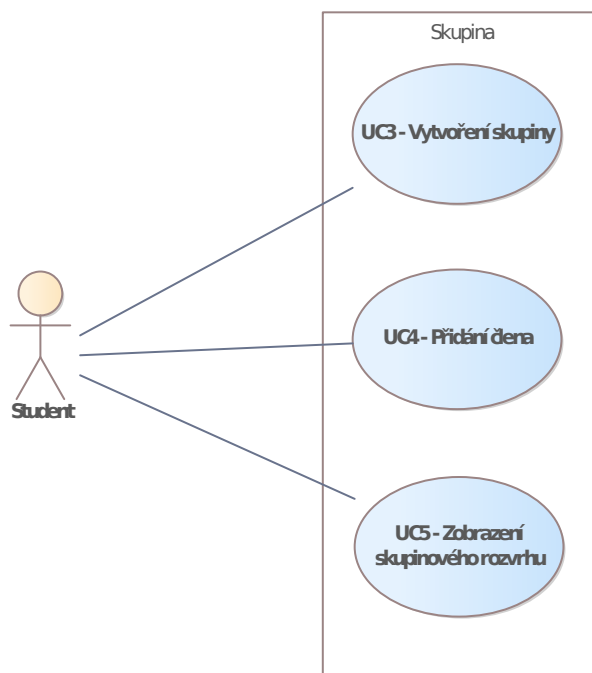 Skupina
UC3 - Vytvoření skupiny
UC4 - Přidání člena
Student
UC5 - Zobrazení
skupinového rozvrhu